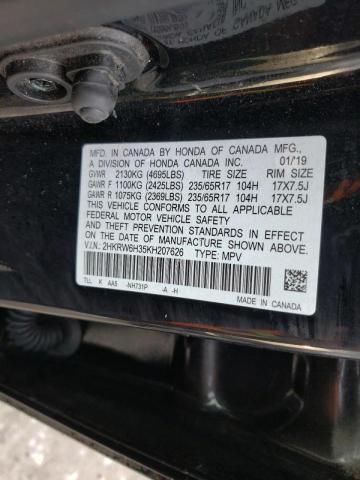 MFD. IN CANADA BY HONDA OF CANADA MFG.,
A DIVISION OF HONDA CANADA INC. 01/19
GVWR 2130KG (4695LBS) TIRE SIZE RIM SIZE
GAWR F 1100KG (2425LBS) 235/65R17 104H 17X7.5J
GAWR R 1075KG (2369LBS) 235/65R17 104H 17X7.5J
THIS VEHICLE CONFORMS TO ALL APPLICABLE
FEDERAL MOTOR VEHICLE SAFETY AND
THEFT PREVENTION STANDARDS IN EFFECT ON
THE DATE OF MANUFACTURE SHOWN ABOVE.
V.I.N.: 2HKRW6H35KH207626 TYPE: MPV
TLL K AA5 -NH731P -A -H
MADE IN CANADA